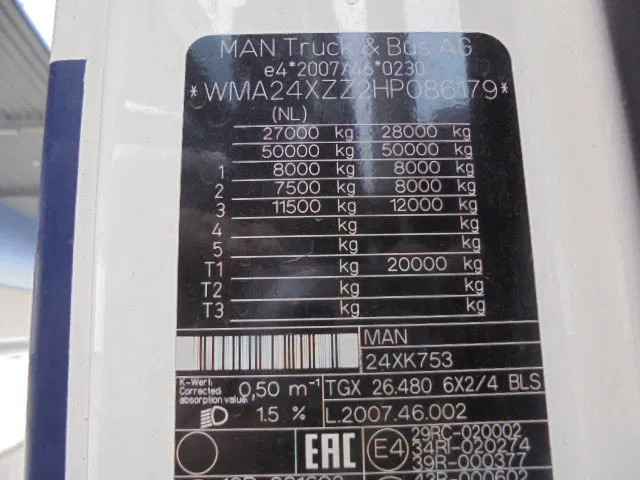 MAN Truck & Bus AG
e4*2007/46*0230
*WMA24XZZ2HP086179*
(NL)
27000 kg 28000 kg
50000 kg 50000 kg
1 8000 kg 8000 kg
2 7500 kg 8000 kg
3 11500 kg 12000 kg
4 kg kg
5 kg kg
T1 kg 20000 kg
T2 kg kg
T3 kg kg
MAN
24XK753
K-Wert:
Corrected absorption value: 0,50 m⁻¹
TGX 26.480 6X2/4 BLS
1.5 %
L.2007.46.002
EAC
E4
29RC-020002
34RI-020274
39R-000377
43R-000602